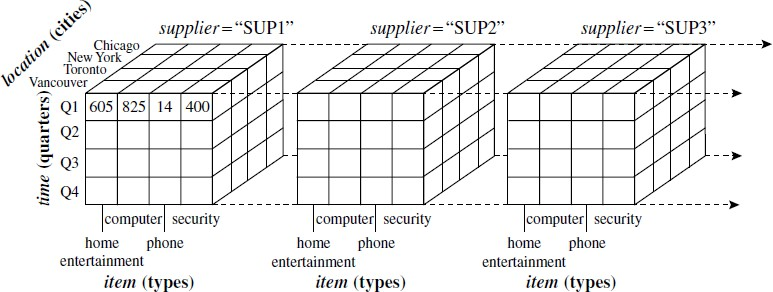 location (cities)
supplier = “SUP1”
supplier = “SUP2”
supplier = “SUP3”
Chicago
New York
Toronto
Vancouver
time (quarters)
Q1 605 825 14 400
Q2
Q3
Q4
computer security
home phone
entertainment
item (types)
computer security
home phone
entertainment
item (types)
computer security
home phone
entertainment
item (types)